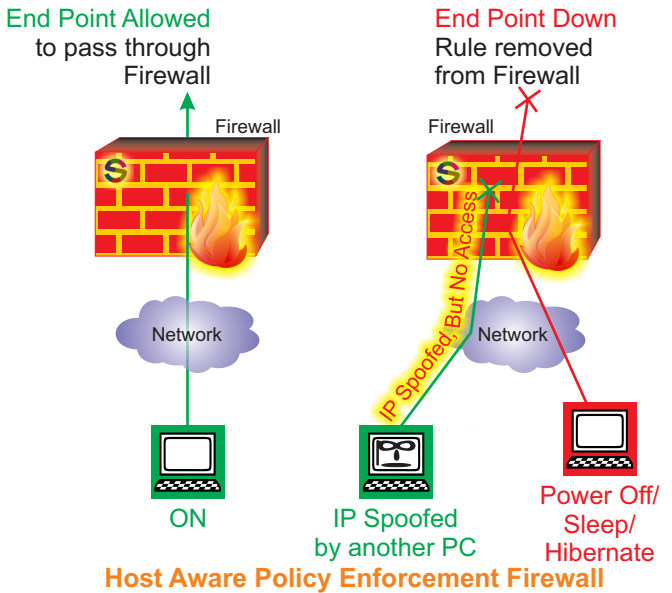 End Point Allowed
to pass through
Firewall
Firewall
S
Network
ON
End Point Down
Rule removed
from Firewall
Firewall
S
IP Spoofed, But No Access
Network
IP Spoofed
by another PC
Power Off/
Sleep/
Hibernate
Host Aware Policy Enforcement Firewall